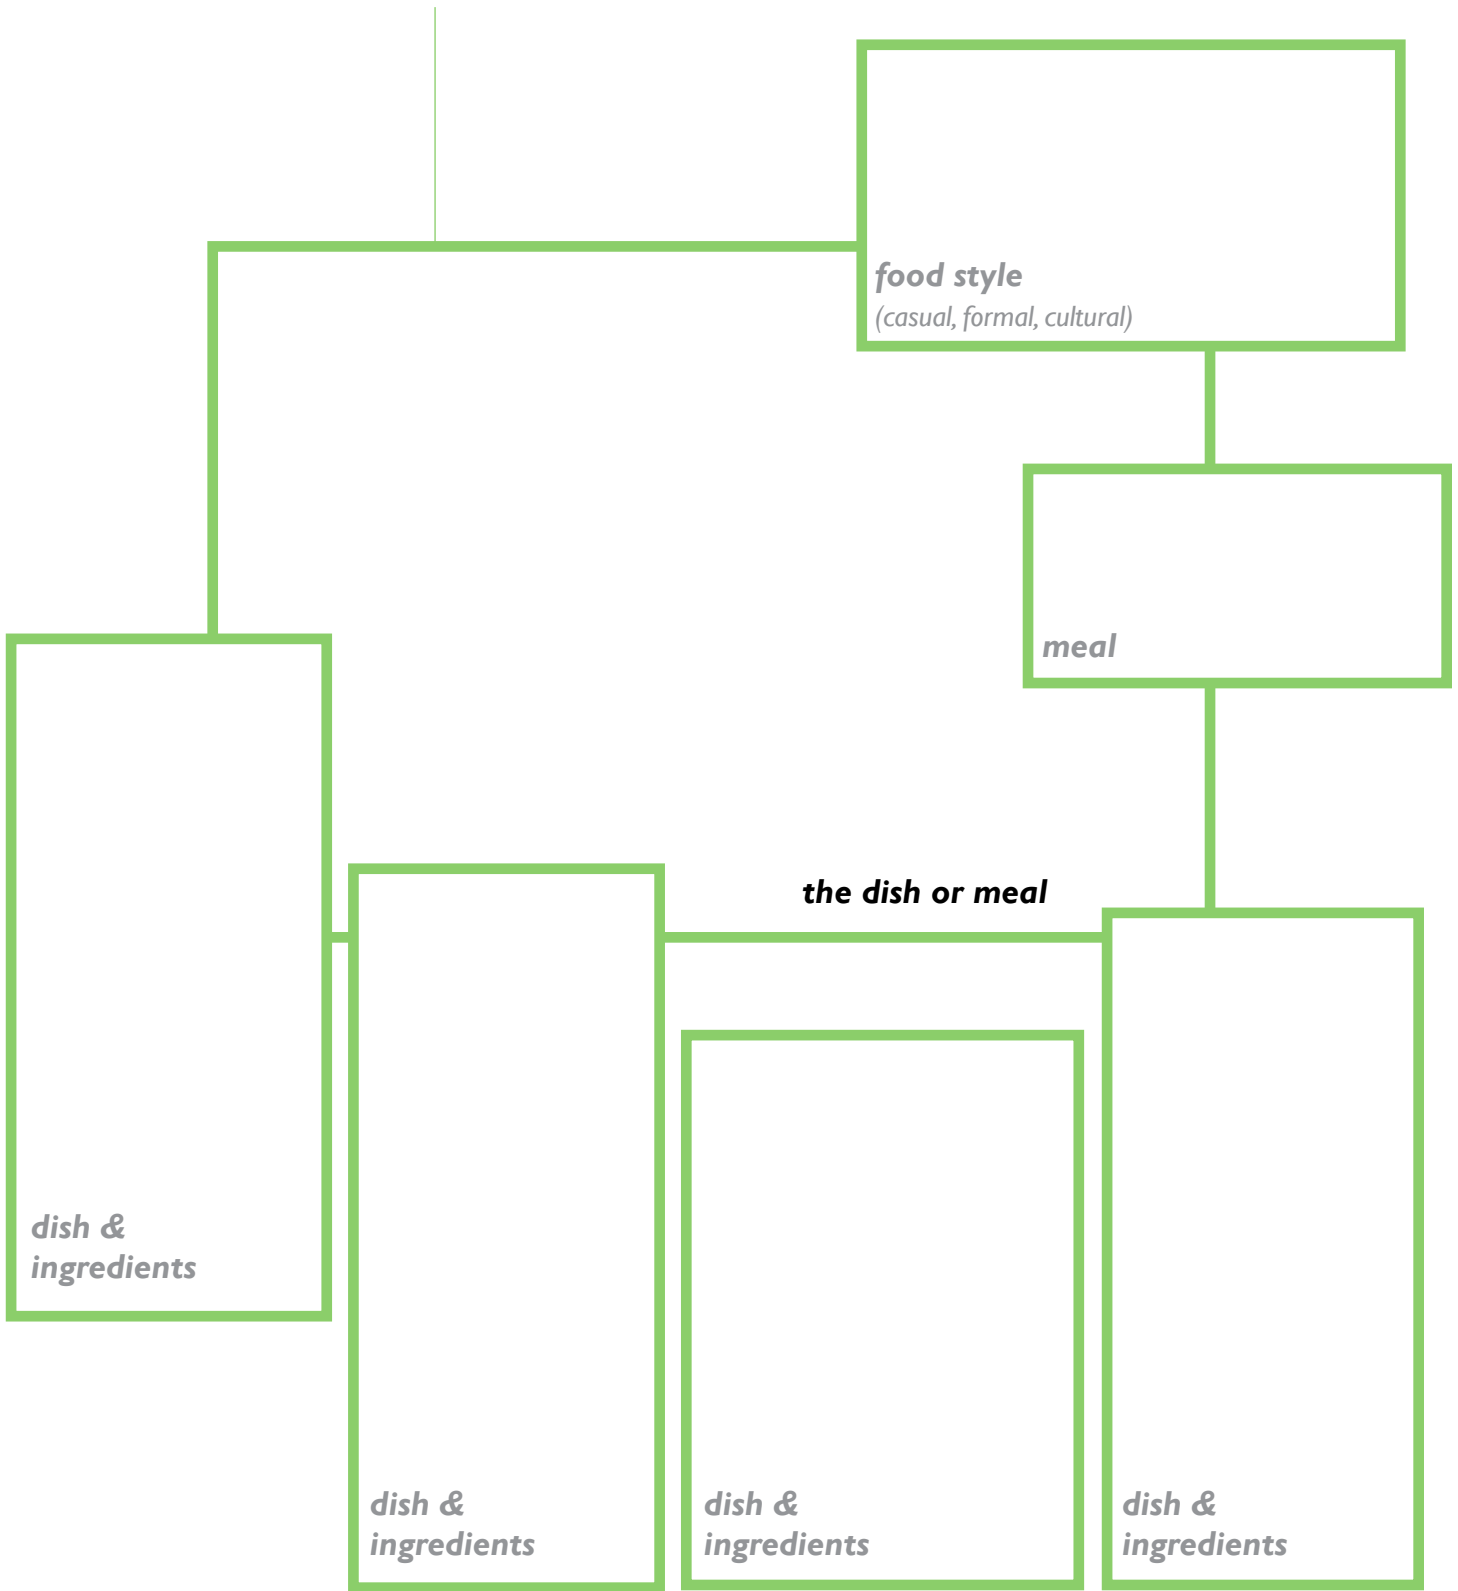 food style
(casual, formal, cultural)
meal
the dish or meal
dish &
ingredients
dish &
ingredients
dish &
ingredients
dish &
ingredients